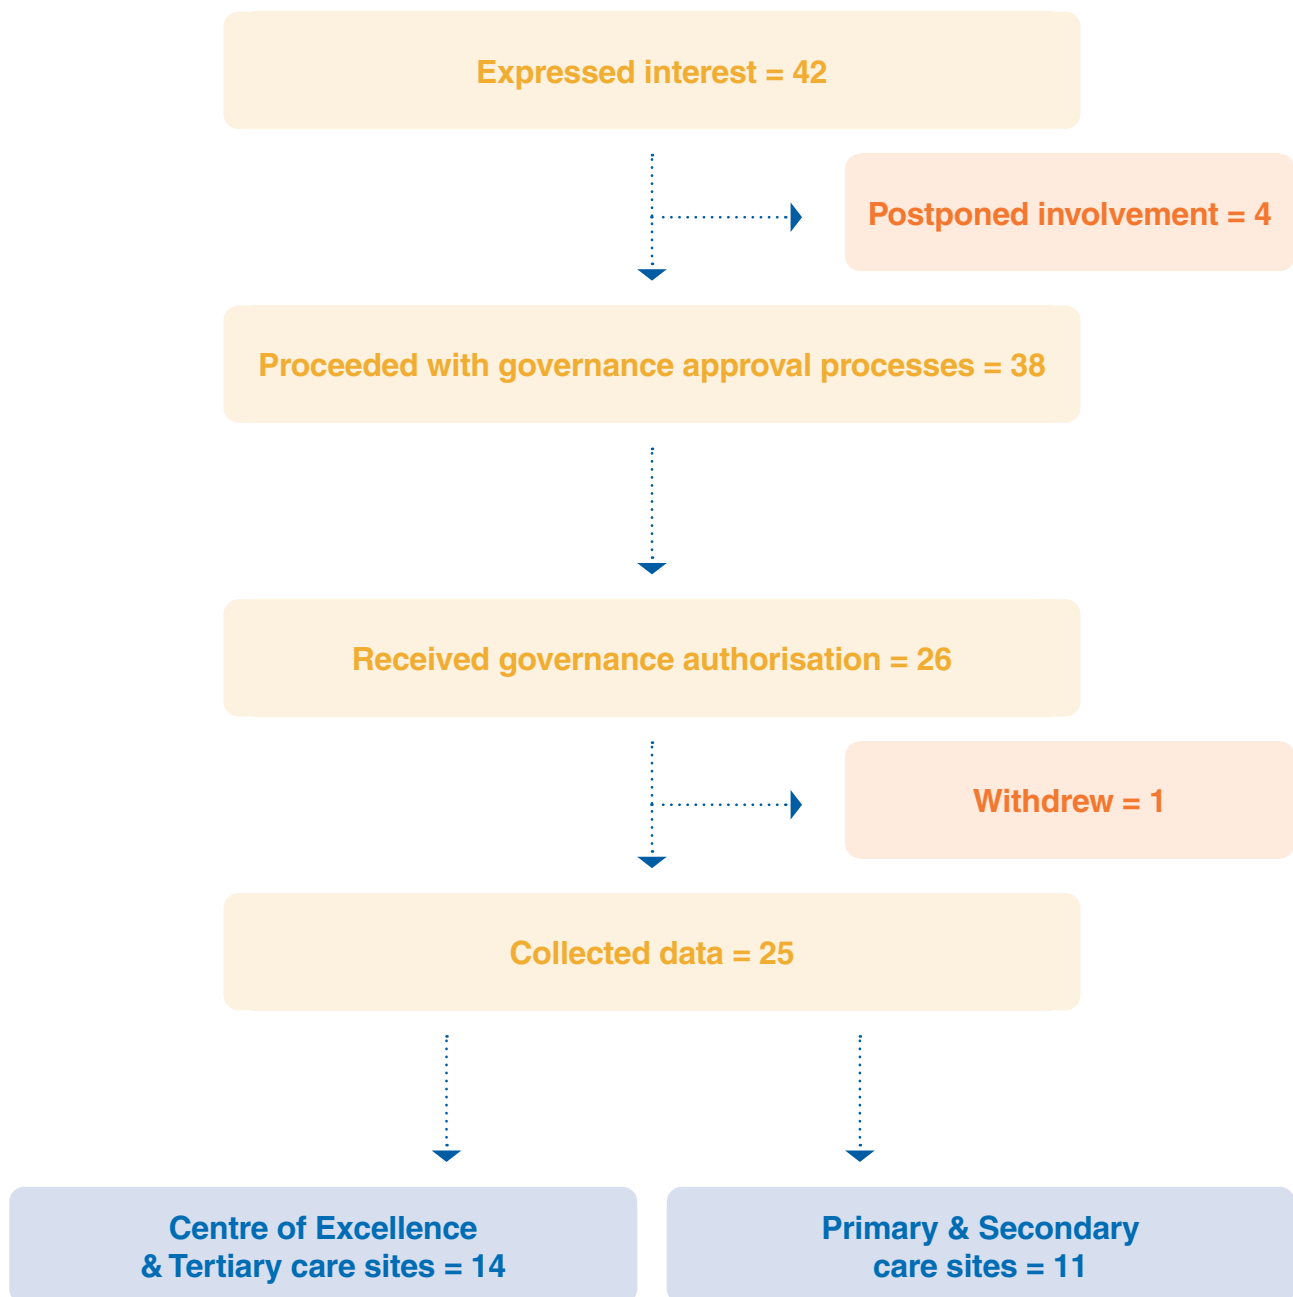 Expressed interest = 42
Postponed involvement = 4
Proceeded with governance approval processes = 38
Received governance authorisation = 26
Withdrew = 1
Collected data = 25
Centre of Excellence
& Tertiary care sites = 14
Primary & Secondary
care sites = 11